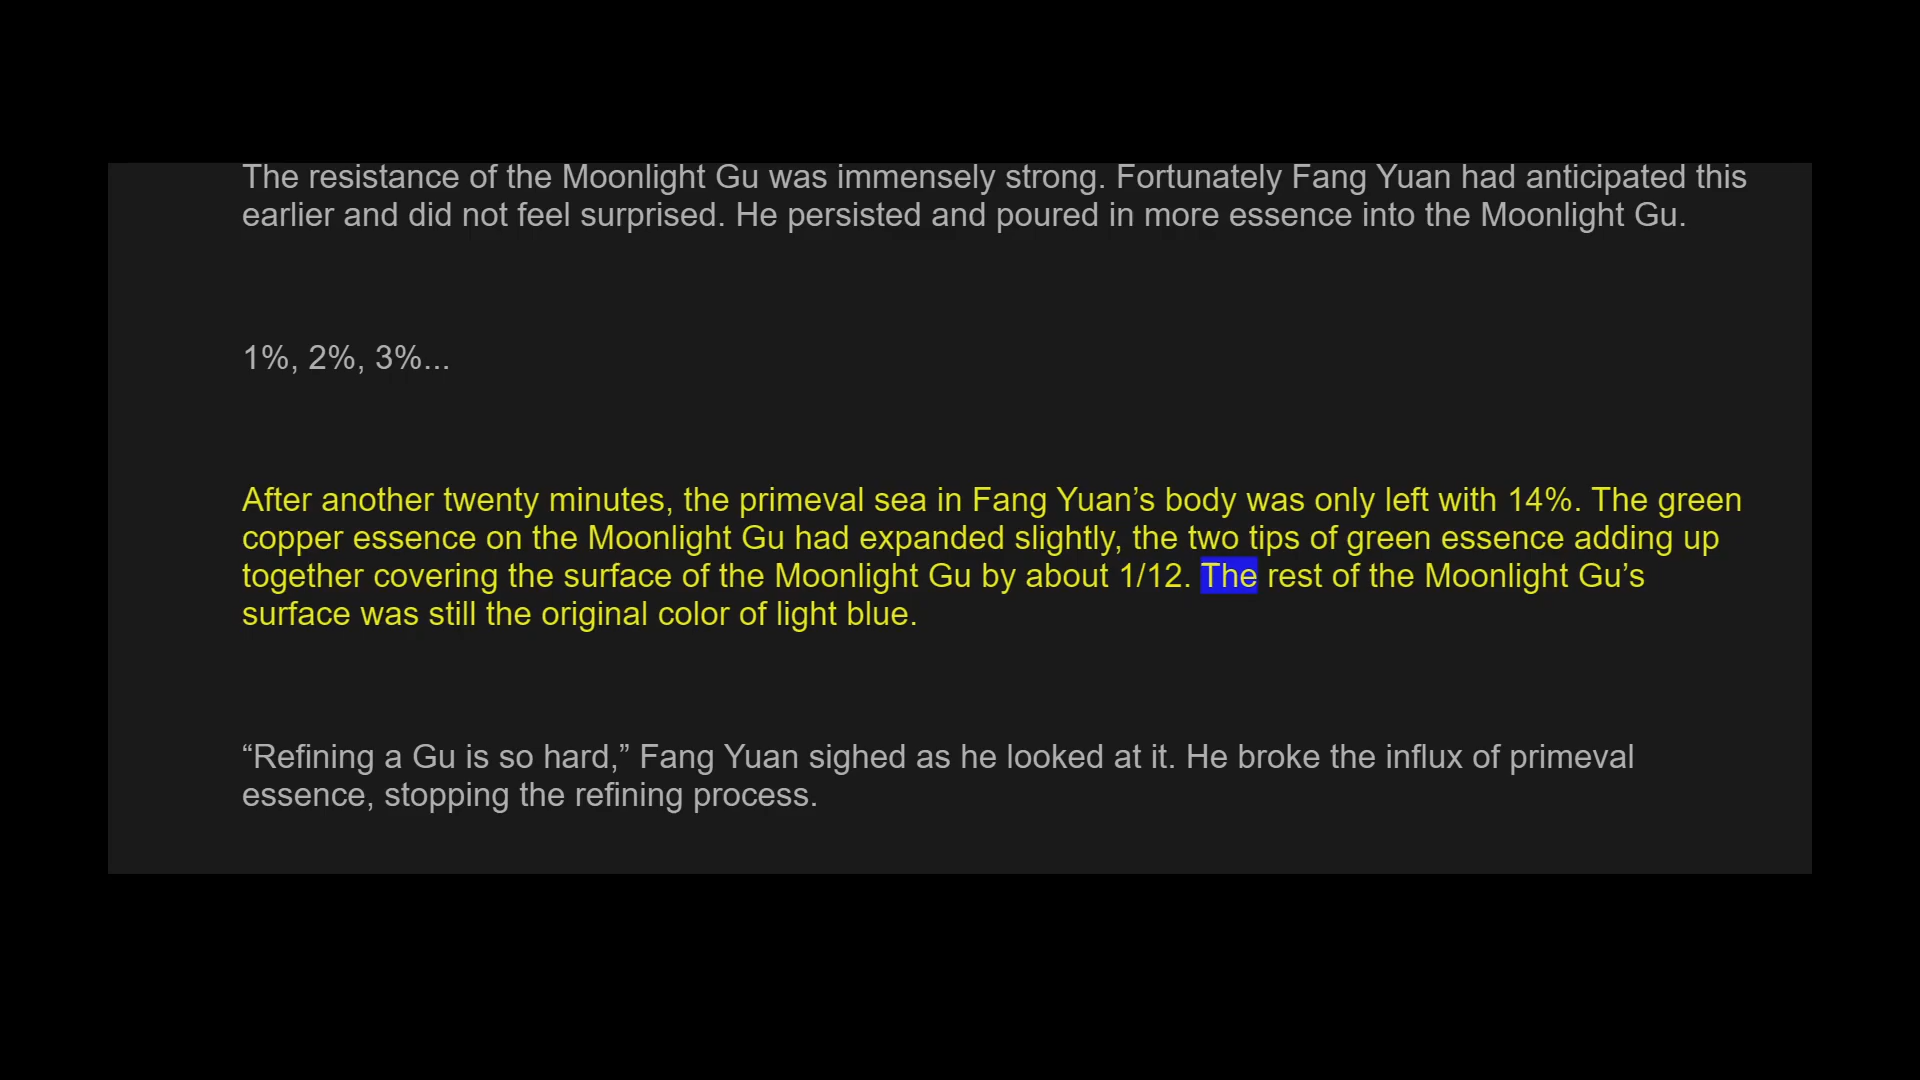 The resistance of the Moonlight Gu was immensely strong. Fortunately Fang Yuan had anticipated this
earlier and did not feel surprised. He persisted and poured in more essence into the Moonlight Gu.
1%, 2%, 3%...
After another twenty minutes, the primeval sea in Fang Yuan’s body was only left with 14%. The green
copper essence on the Moonlight Gu had expanded slightly, the two tips of green essence adding up
together covering the surface of the Moonlight Gu by about 1/12. The rest of the Moonlight Gu’s
surface was still the original color of light blue.
“Refining a Gu is so hard,” Fang Yuan sighed as he looked at it. He broke the influx of primeval
essence, stopping the refining process.